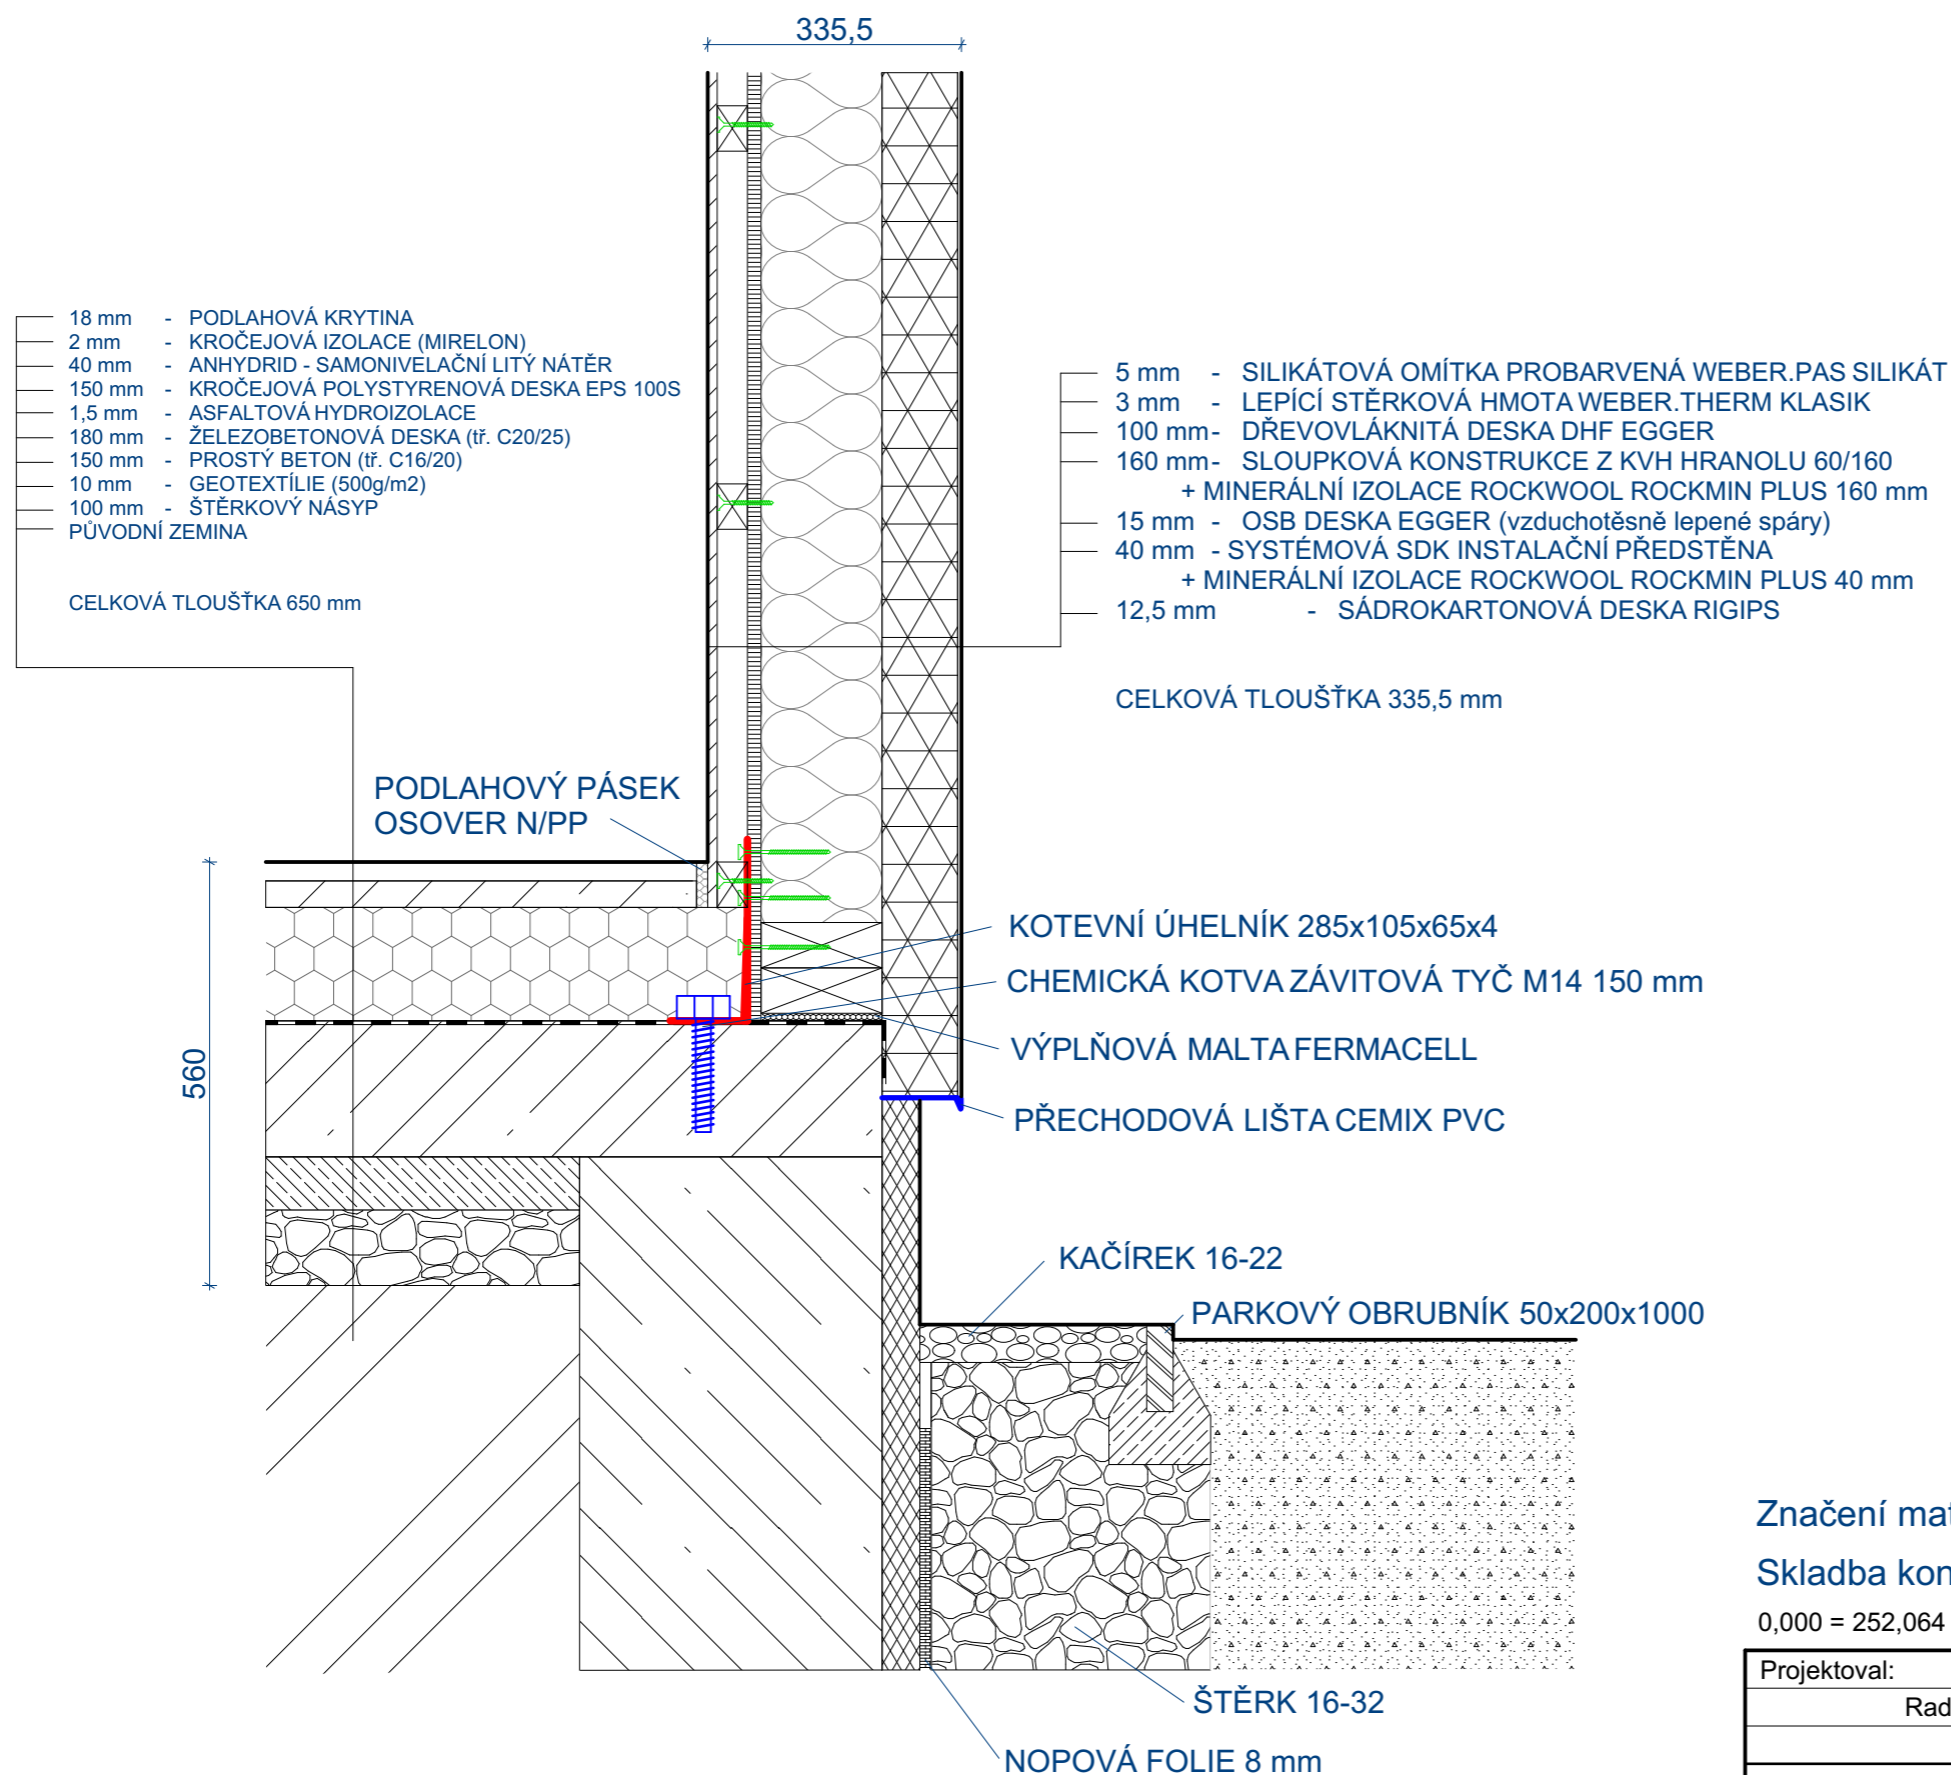 335,5
18 mm - PODLAHOVÁ KRYTINA
2 mm - KROČEJOVÁ IZOLACE (MIRELON)
40 mm - ANHYDRID - SAMONIVELAČNÍ LITÝ NÁTĚR
150 mm - KROČEJOVÁ POLYSTYRENOVÁ DESKA EPS 100S
1,5 mm - ASFALTOVÁ HYDROIZOLACE
180 mm - ŽELEZOBETONOVÁ DESKA (tř. C20/25)
150 mm - PROSTÝ BETON (tř. C16/20)
10 mm - GEOTEXTÍLIE (500g/m2)
100 mm - ŠTĚRKOVÝ NÁSYP
PŮVODNÍ ZEMINA
CELKOVÁ TLOUŠŤKA 650 mm
5 mm - SILIKÁTOVÁ OMÍTKA PROBARVENÁ WEBER.PAS SILIKÁT
3 mm - LEPÍCÍ STĚRKOVÁ HMOTA WEBER.THERM KLASIK
100 mm- DŘEVOVLÁKNITÁ DESKA DHF EGGER
160 mm- SLOUPKOVÁ KONSTRUKCE Z KVH HRANOLU 60/160
+ MINERÁLNÍ IZOLACE ROCKWOOL ROCKMIN PLUS 160 mm
15 mm - OSB DESKA EGGER (vzduchotěsně lepené spáry)
40 mm - SYSTÉMOVÁ SDK INSTALAČNÍ PŘEDSTĚNA
+ MINERÁLNÍ IZOLACE ROCKWOOL ROCKMIN PLUS 40 mm
12,5 mm - SÁDROKARTONOVÁ DESKA RIGIPS
CELKOVÁ TLOUŠŤKA 335,5 mm
PODLAHOVÝ PÁSEK
OSOVER N/PP
560
KOTEVNÍ ÚHELNÍK 285x105x65x4
CHEMICKÁ KOTVA ZÁVITOVÁ TYČ M14 150 mm
VÝPLŇOVÁ MALTA FERMACELL
PŘECHODOVÁ LIŠTA CEMIX PVC
KAČÍREK 16-22
PARKOVÝ OBRUBNÍK 50x200x1000
ŠTĚRK 16-32
NOPOVÁ FOLIE 8 mm
Značení mat
Skladba kon
0,000 = 252,064
Projektoval:
Rad